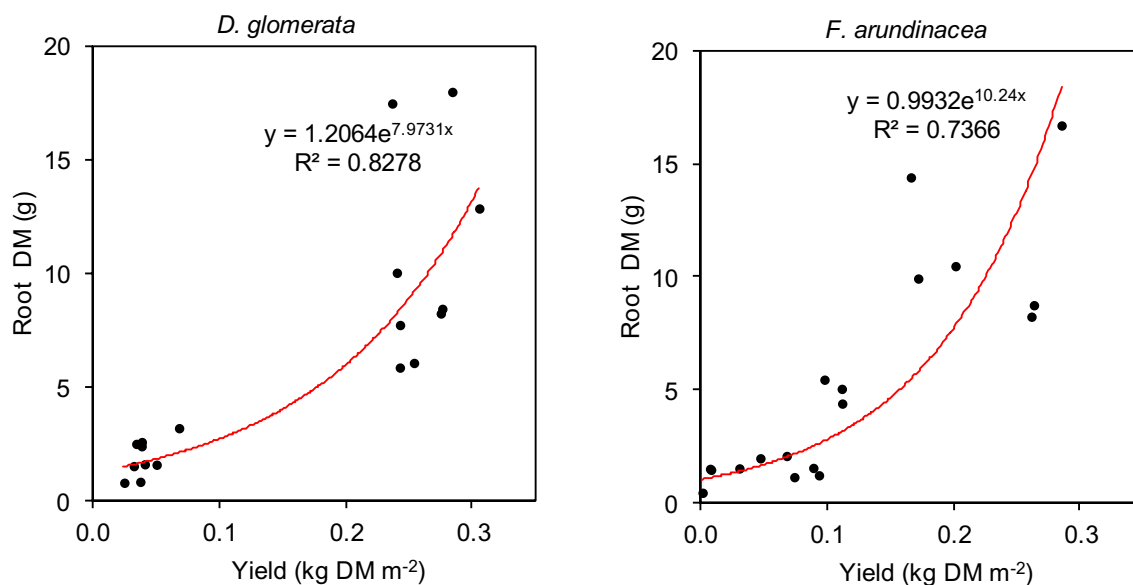 D. glomerata
20
15
10
5
0
Root DM (g)
y = 1.2064e^7.9731x
R² = 0.8278
0.0 0.1 0.2 0.3
Yield (kg DM m⁻²)
F. arundinacea
20
15
10
5
0
Root DM (g)
y = 0.9932e^10.24x
R² = 0.7366
0.0 0.1 0.2 0.3
Yield (kg DM m⁻²)